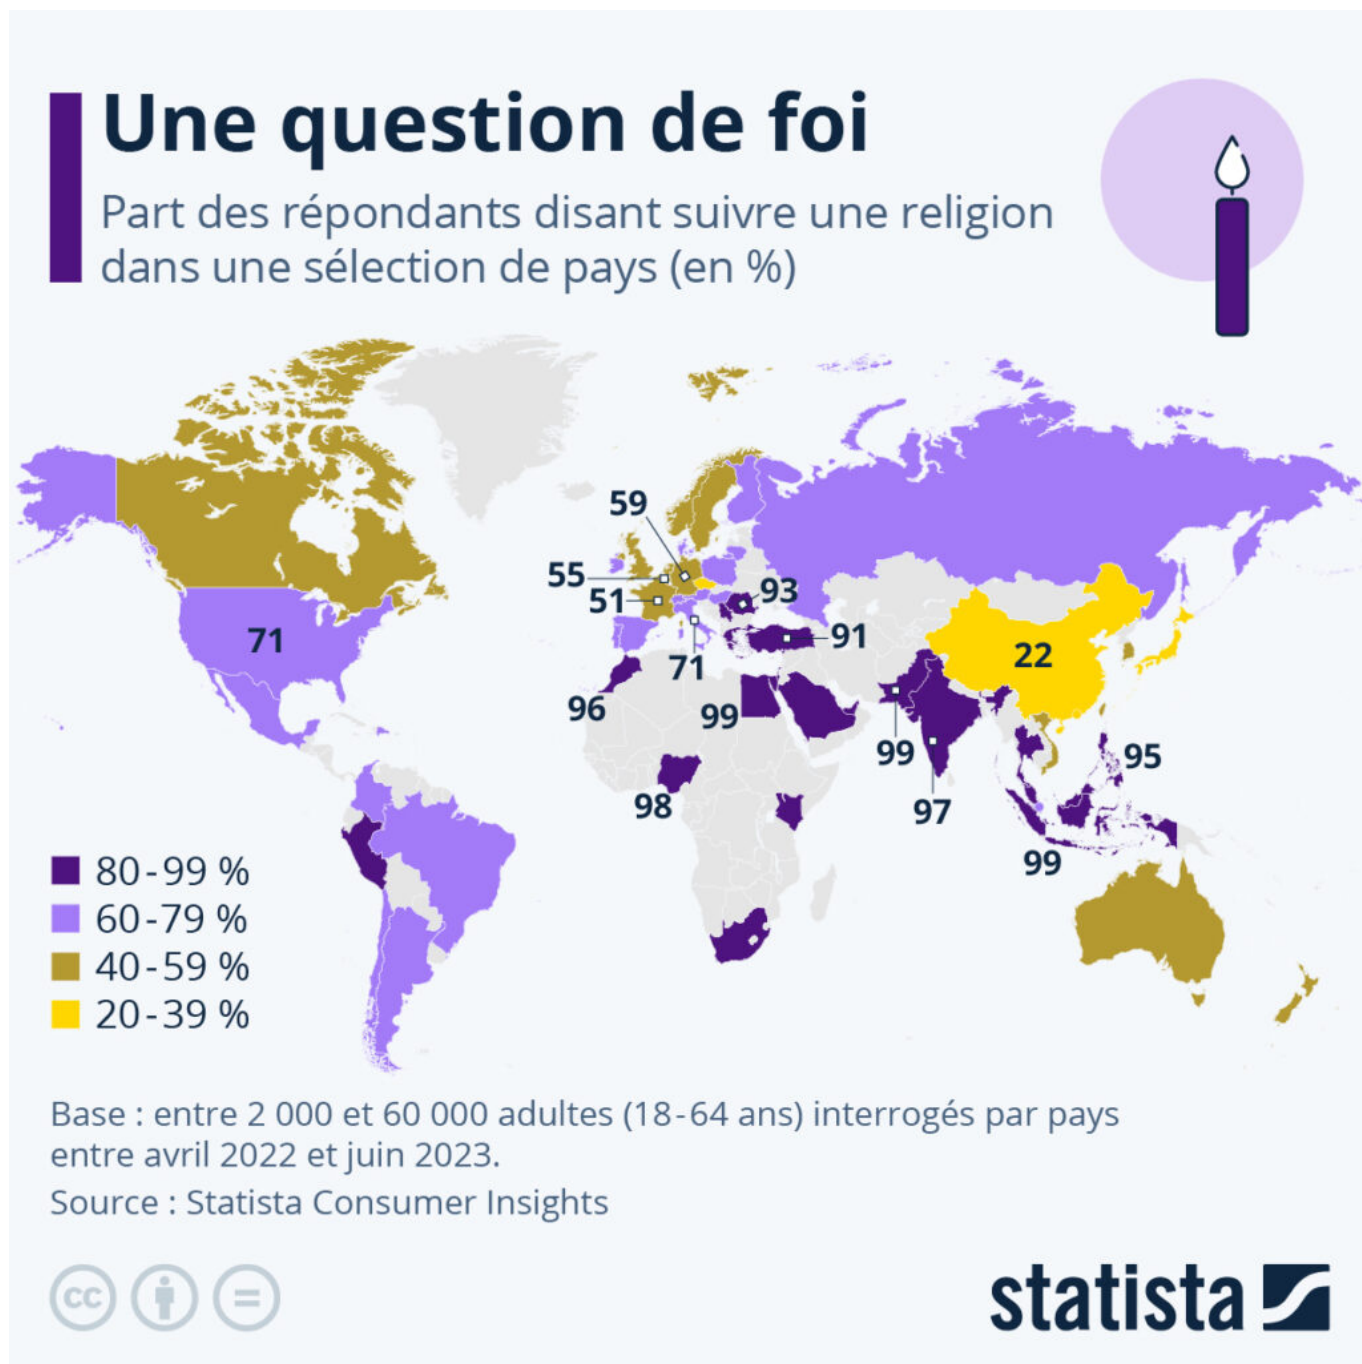 Une question de foi
Part des répondants disant suivre une religion
dans une sélection de pays (en %)
59
55
51
93
91
71
71
22
96
99
99
95
98
97
99
80-99 %
60-79 %
40-59 %
20-39 %
Base : entre 2 000 et 60 000 adultes (18-64 ans) interrogés par pays
entre avril 2022 et juin 2023.
Source : Statista Consumer Insights
cc
statista